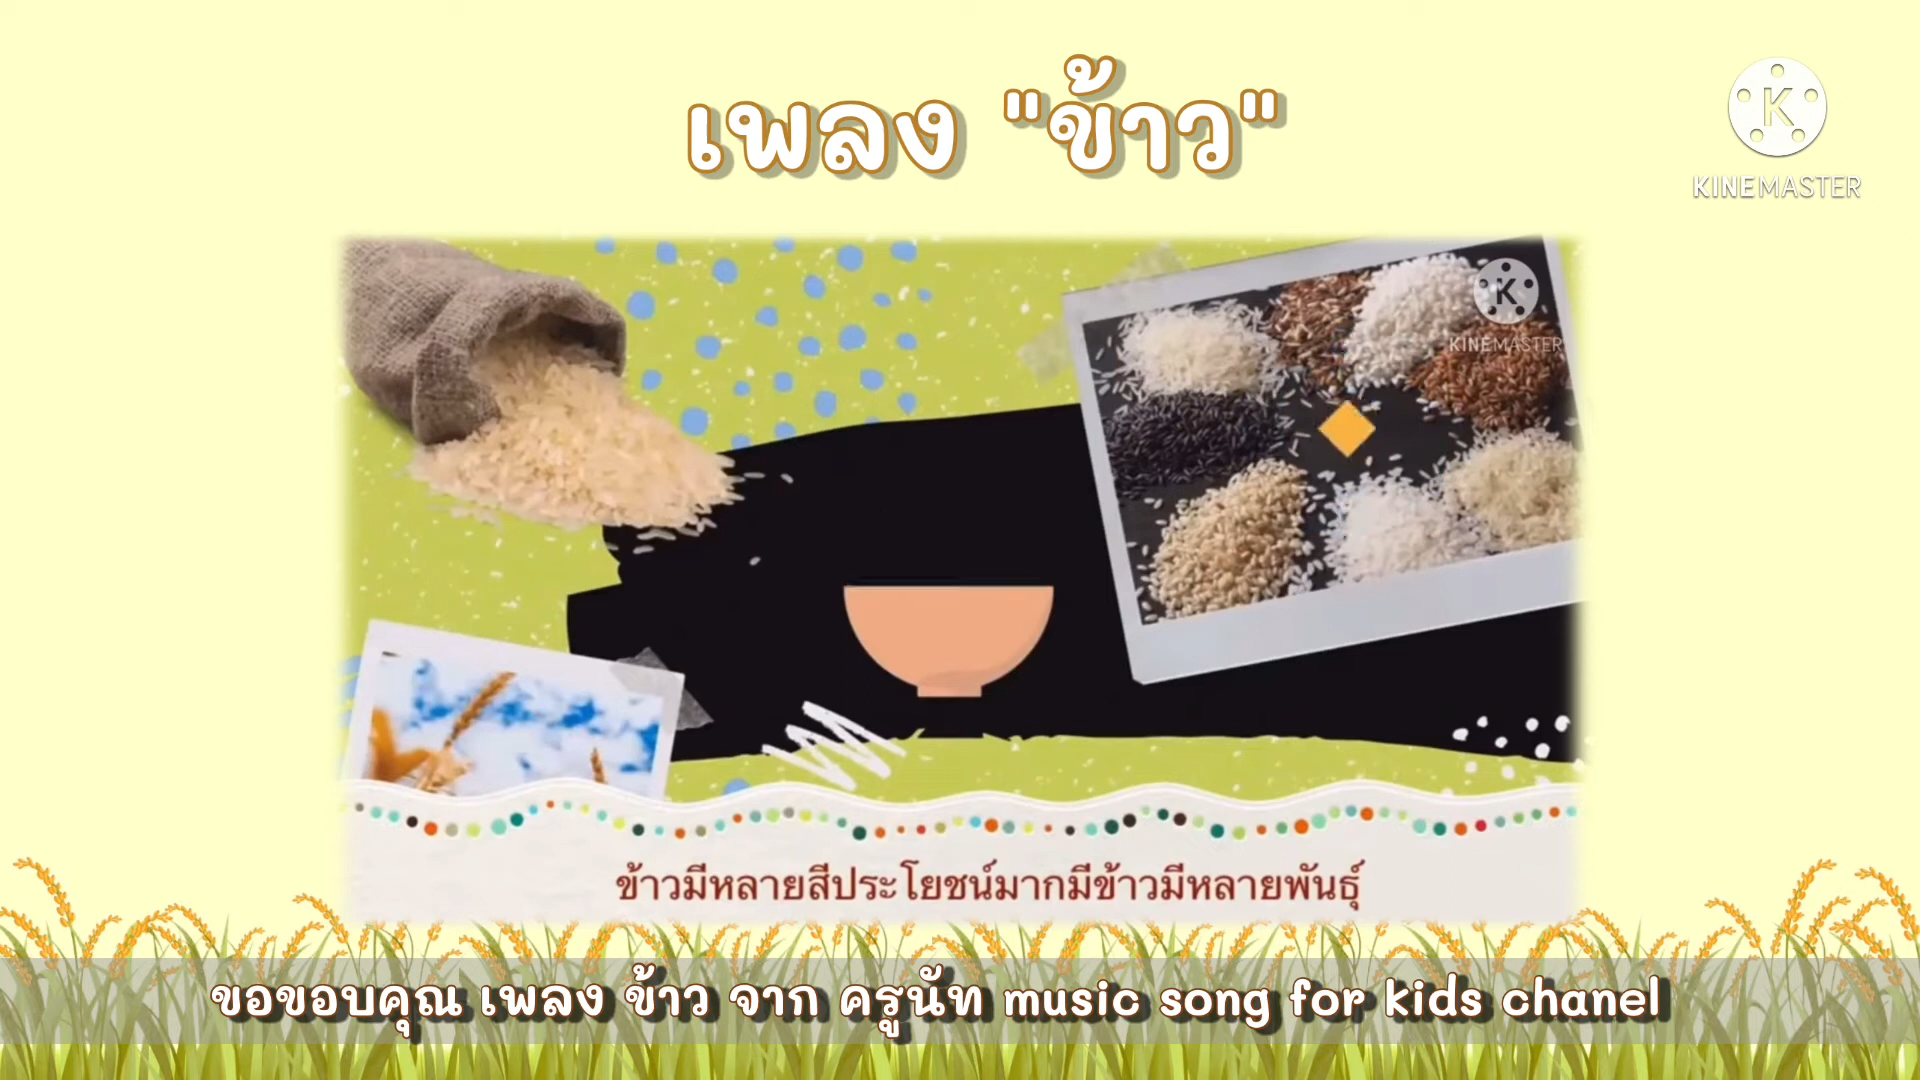 เพลง "ข้าว"
K
KINEMASTER
K
KINEMASTER
ข้าวมีหลายสีประโยชน์มากมีข้าวมีหลายพันธุ์
ขอขอบคุณ เพลง ข้าว จาก ครูนัท music song for kids chanel